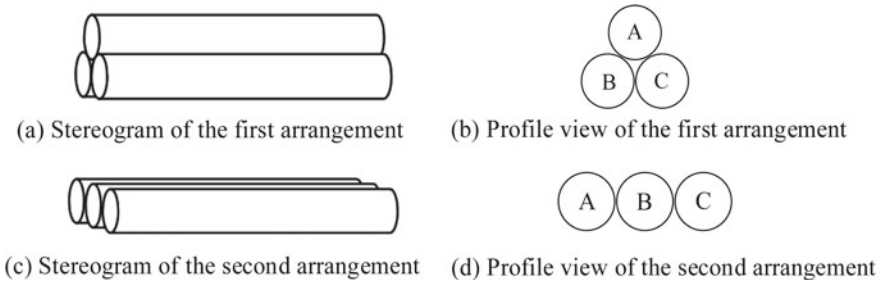 A
B C
(a) Stereogram of the first arrangement
(b) Profile view of the first arrangement
A B C
(c) Stereogram of the second arrangement
(d) Profile view of the second arrangement